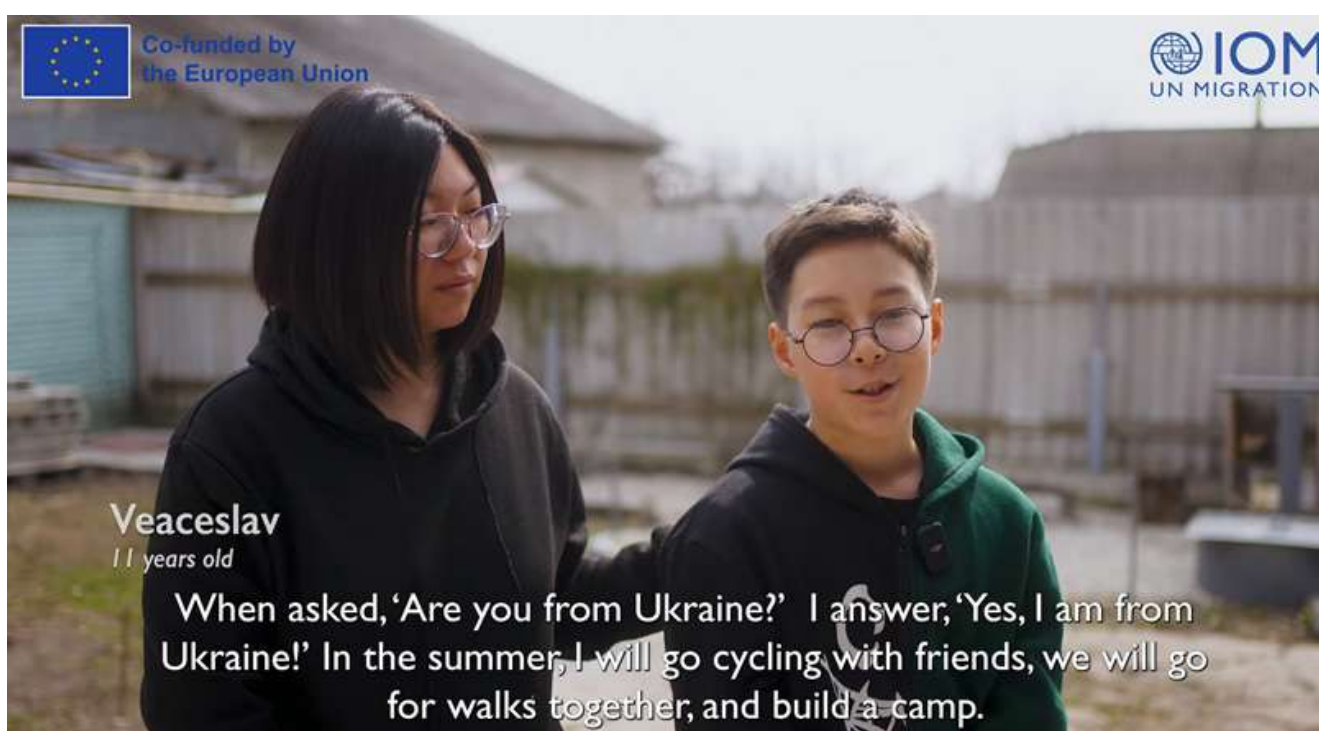 Co-funded by
the European Union
IOM
UN MIGRATION
Veaceslav
11 years old
When asked, ‘Are you from Ukraine?’ I answer, ‘Yes, I am from
Ukraine!’ In the summer, I will go cycling with friends, we will go
for walks together, and build a camp.